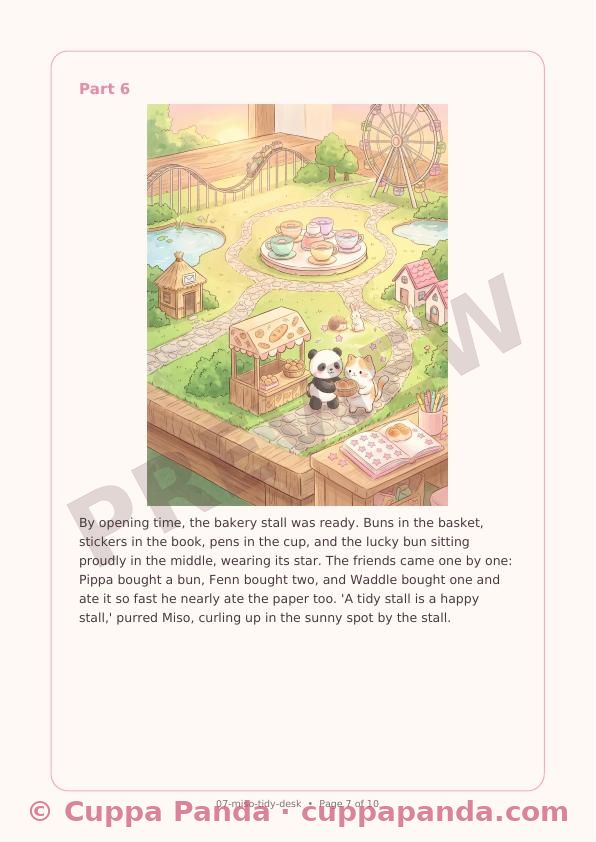 Part 6
By opening time, the bakery stall was ready. Buns in the basket,
stickers in the book, pens in the cup, and the lucky bun sitting
proudly in the middle, wearing its star. The friends came one by one:
Pippa bought a bun, Fenn bought two, and Waddle bought one and
ate it so fast he nearly ate the paper too. 'A tidy stall is a happy
stall,' purred Miso, curling up in the sunny spot by the stall.
PREVIEW
07-miso-tidy-desk • Page 7 of 10
© Cuppa Panda · cuppapanda.com